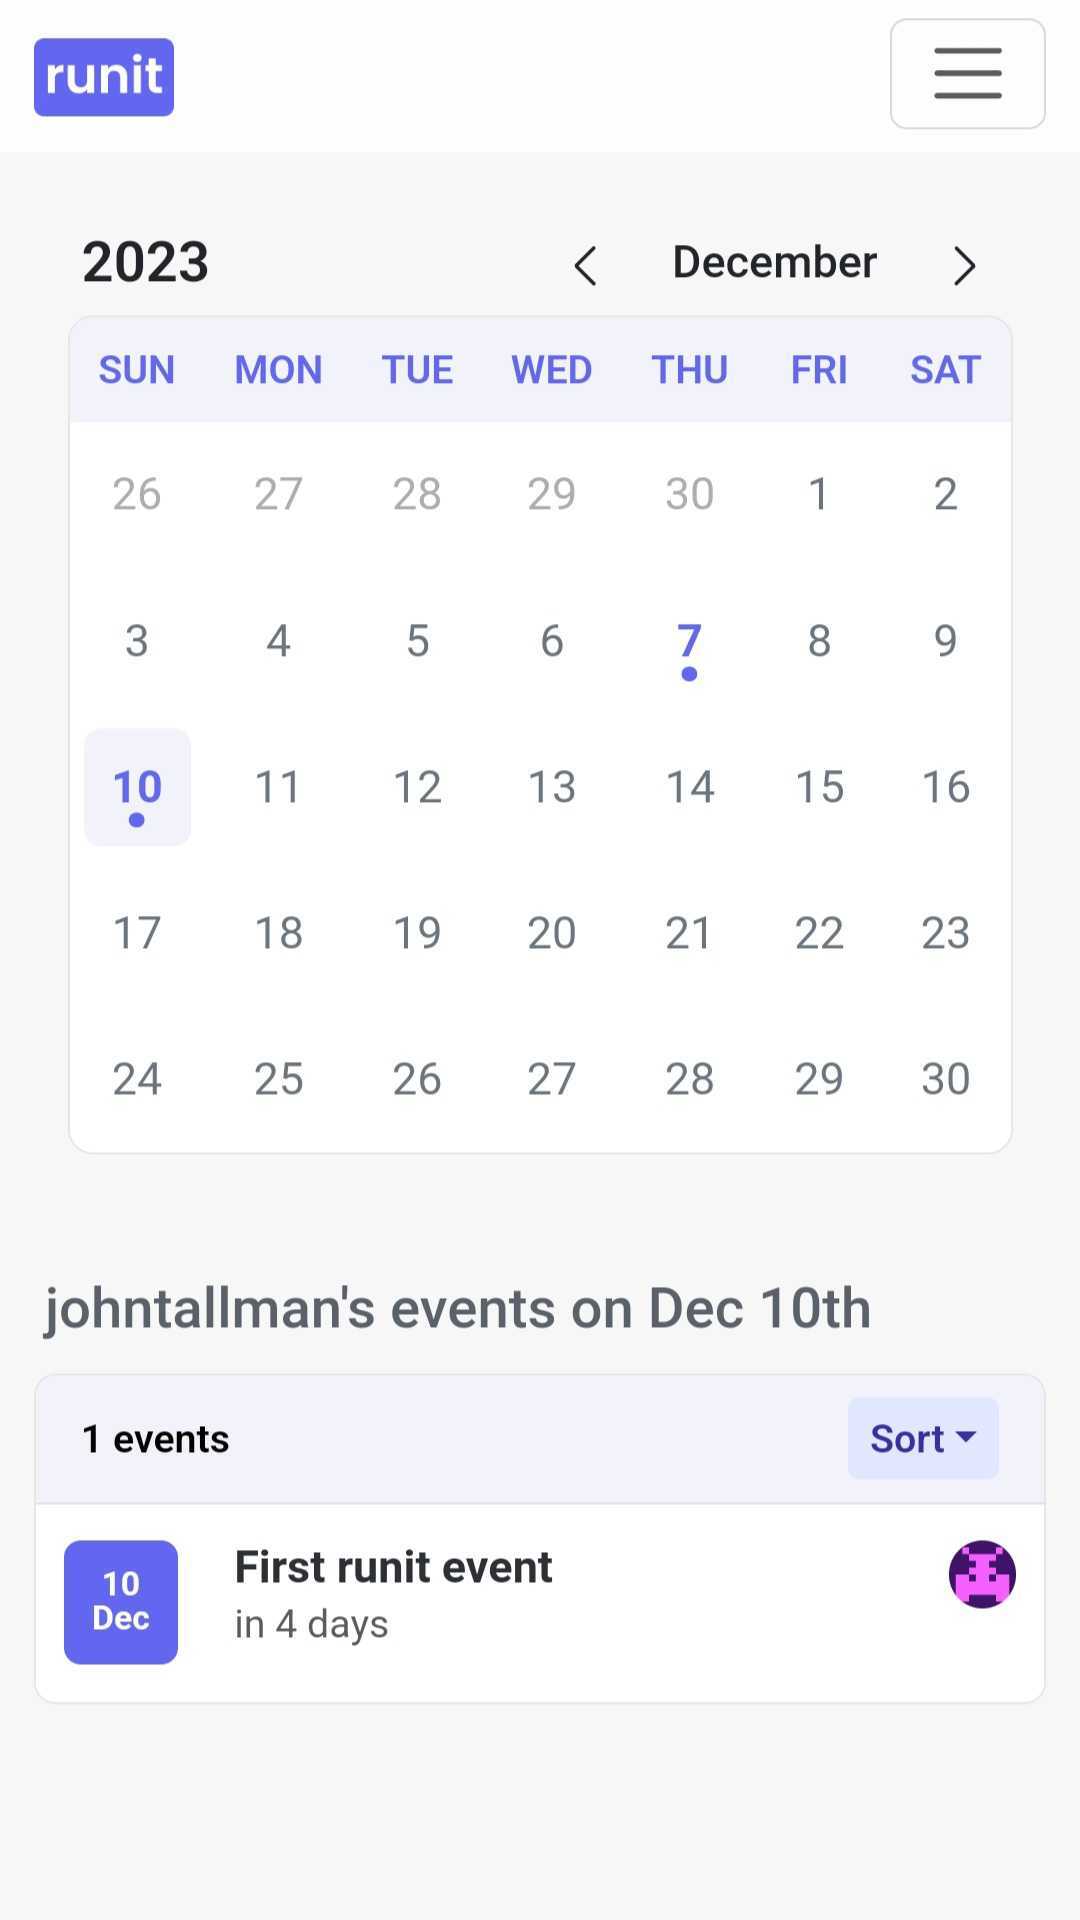 runit
2023 December
SUN MON TUE WED THU FRI SAT
26 27 28 29 30 1 2
3 4 5 6 7 8 9
10 11 12 13 14 15 16
17 18 19 20 21 22 23
24 25 26 27 28 29 30
johntallman's events on Dec 10th
1 events Sort
10
Dec
First runit event
in 4 days